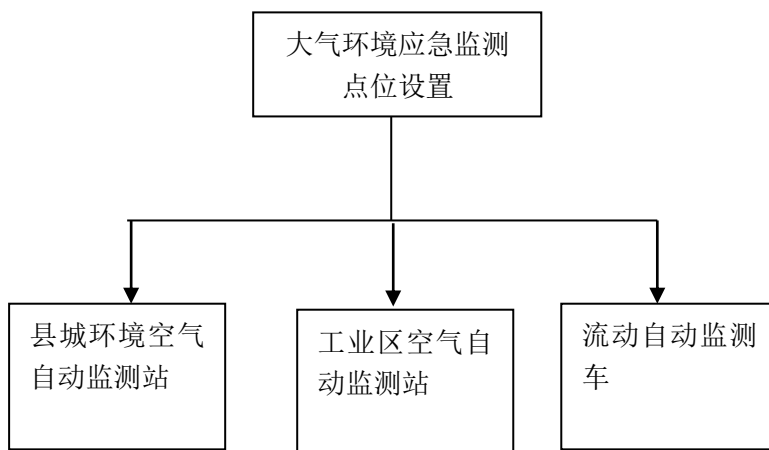 大气环境应急监测
点位设置
县城环境空气
自动监测站
工业区空气自
动监测站
流动自动监测
车